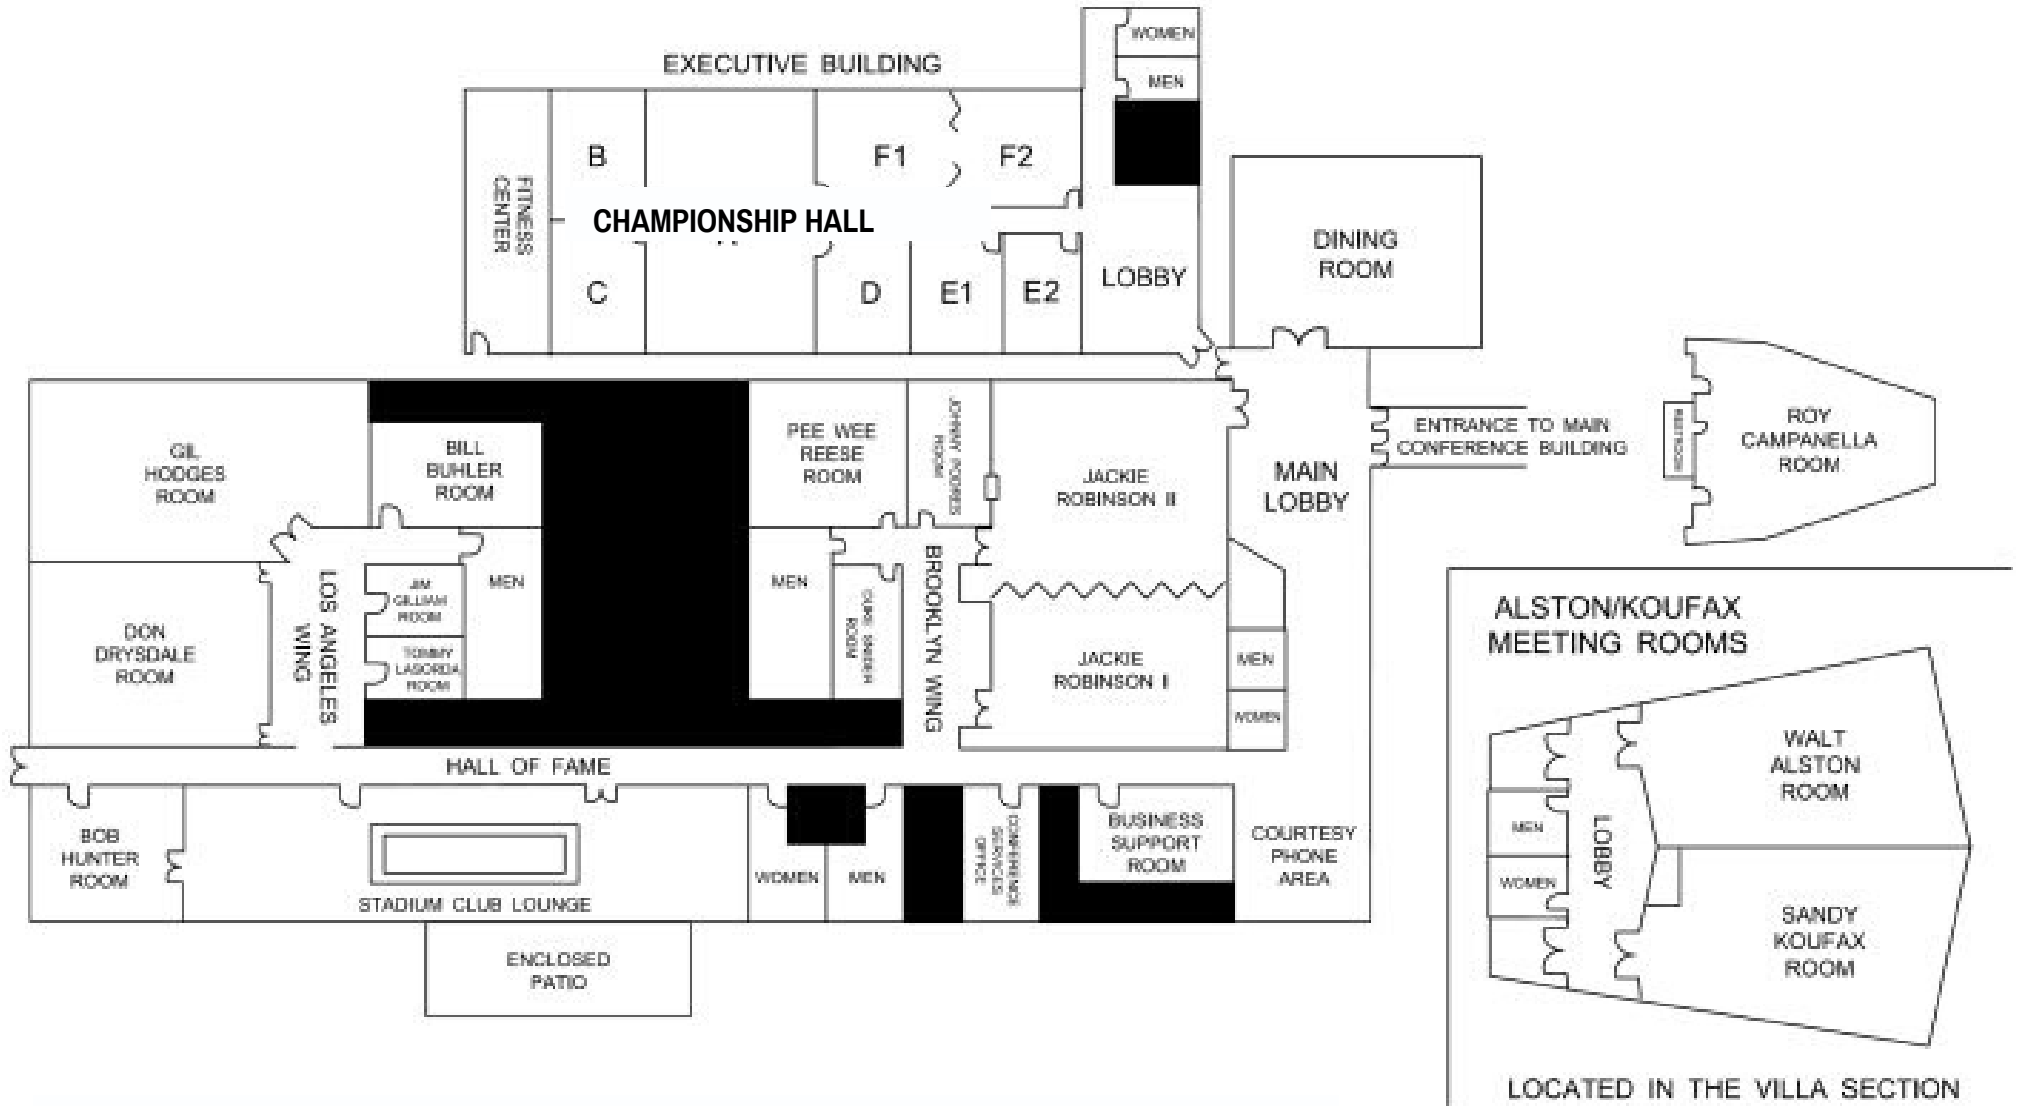 WOMEN
EXECUTIVE BUILDING
MEN
B
F1
F2
FITNESS
CENTER
CHAMPIONSHIP HALL
DINING
ROOM
LOBBY
C
D
E1
E2
GIL
HODGES
ROOM
BILL
BUHLER
ROOM
PEE WEE
REESE
ROOM
JOHNNY PODRES
ROOM
JACKIE
ROBINSON II
MAIN
LOBBY
ENTRANCE TO MAIN
CONFERENCE BUILDING
RESTROOM
ROY
CAMPANELLA
ROOM
DON
DRYSDALE
ROOM
LOS ANGELES
WING
JIM
GILLIAM
ROOM
TOMMY
LASORDA
ROOM
MEN
MEN
DUKE SNIDER
ROOM
BROOKLYN WING
JACKIE
ROBINSON I
MEN
WOMEN
HALL OF FAME
BOB
HUNTER
ROOM
STADIUM CLUB LOUNGE
WOMEN
MEN
CONFERENCE
SERVICES
OFFICE
BUSINESS
SUPPORT
ROOM
COURTESY
PHONE
AREA
ENCLOSED
PATIO
ALSTON/KOUFAX
MEETING ROOMS
WALT
ALSTON
ROOM
MEN
WOMEN
LOBBY
SANDY
KOUFAX
ROOM
LOCATED IN THE VILLA SECTION